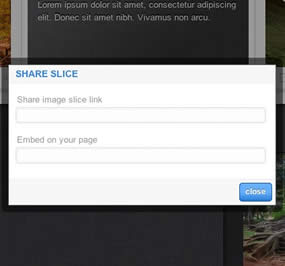 Lorem ipsum dolor sit amet, consectetur adipiscing
elit. Donec sit amet nibh. Vivamus non arcu.
SHARE SLICE
Share image slice link
Embed on your page
close